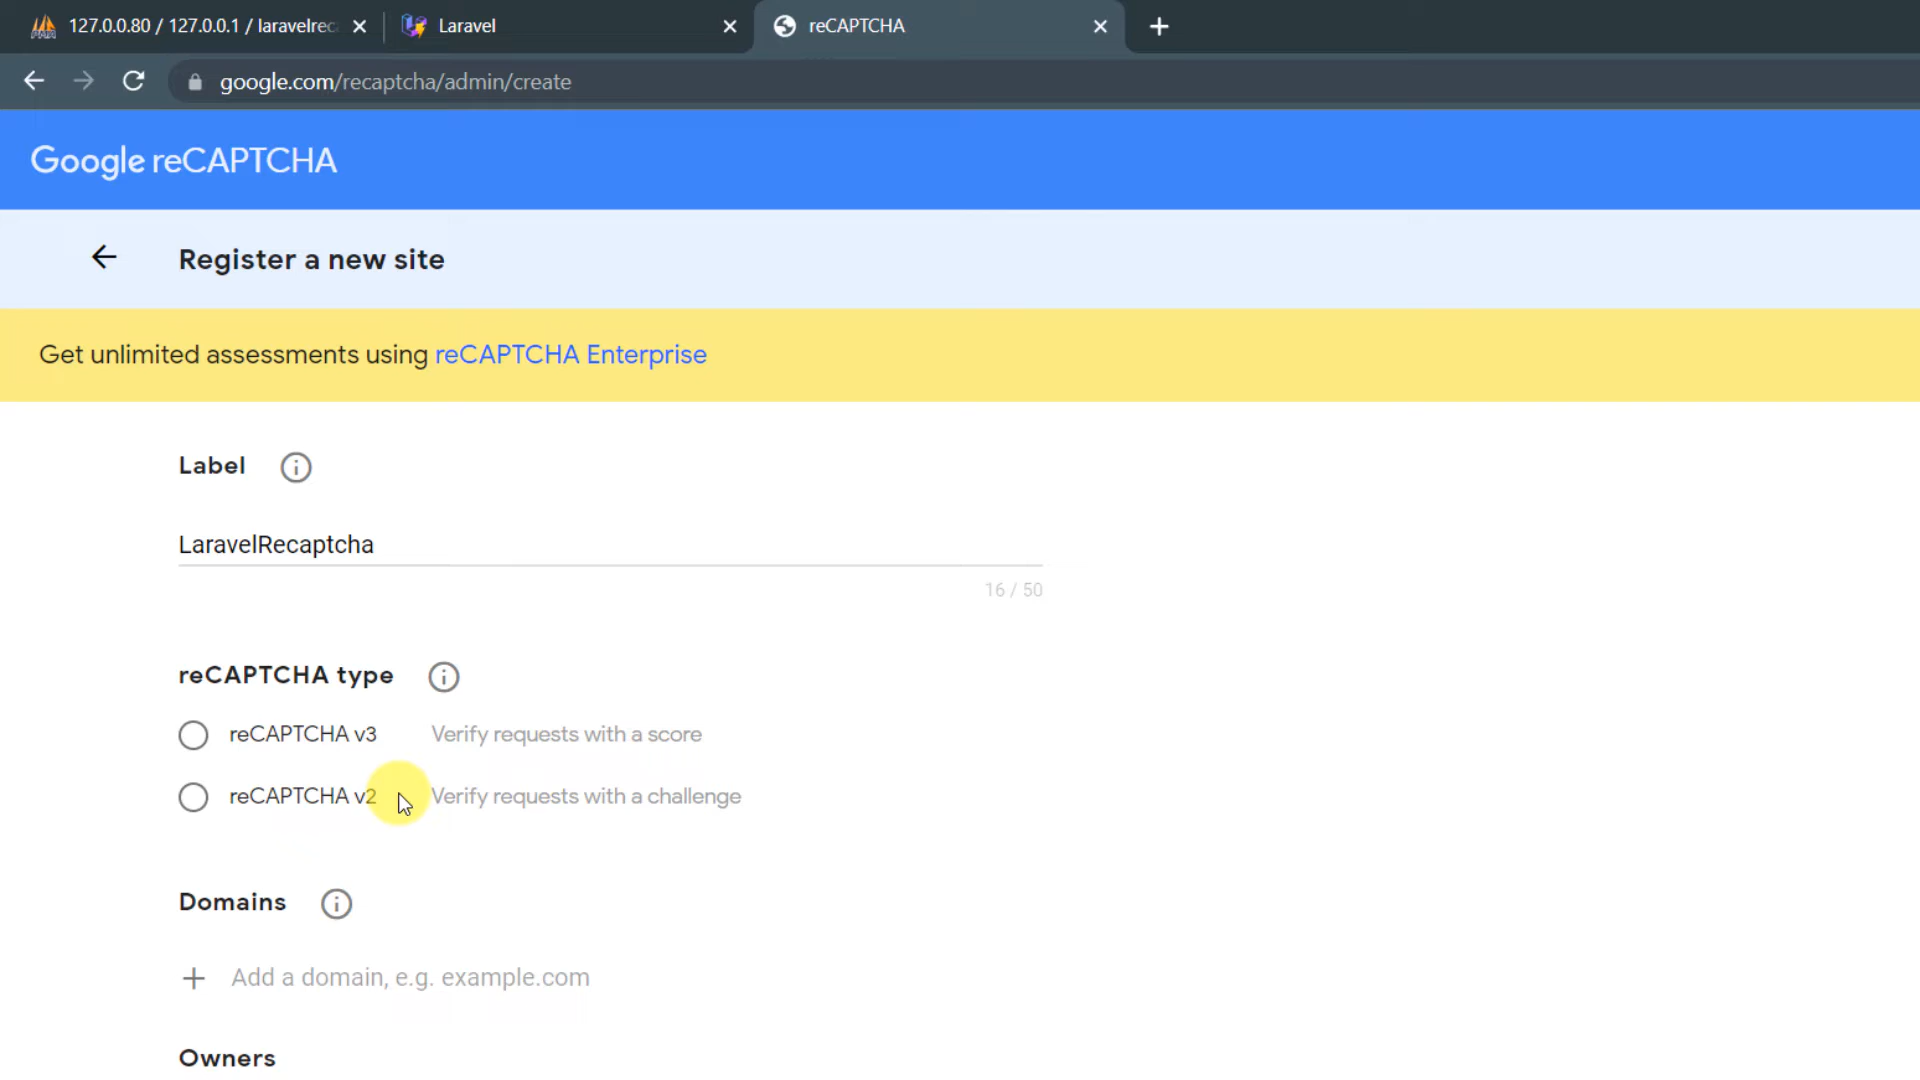 127.0.0.80 / 127.0.0.1 / laravelrec
Laravel
reCAPTCHA
google.com/recaptcha/admin/create
Google reCAPTCHA
Register a new site
Get unlimited assessments using reCAPTCHA Enterprise
Label
LaravelRecaptcha
16 / 50
reCAPTCHA type
reCAPTCHA v3 Verify requests with a score
reCAPTCHA v2 Verify requests with a challenge
Domains
Add a domain, e.g. example.com
Owners